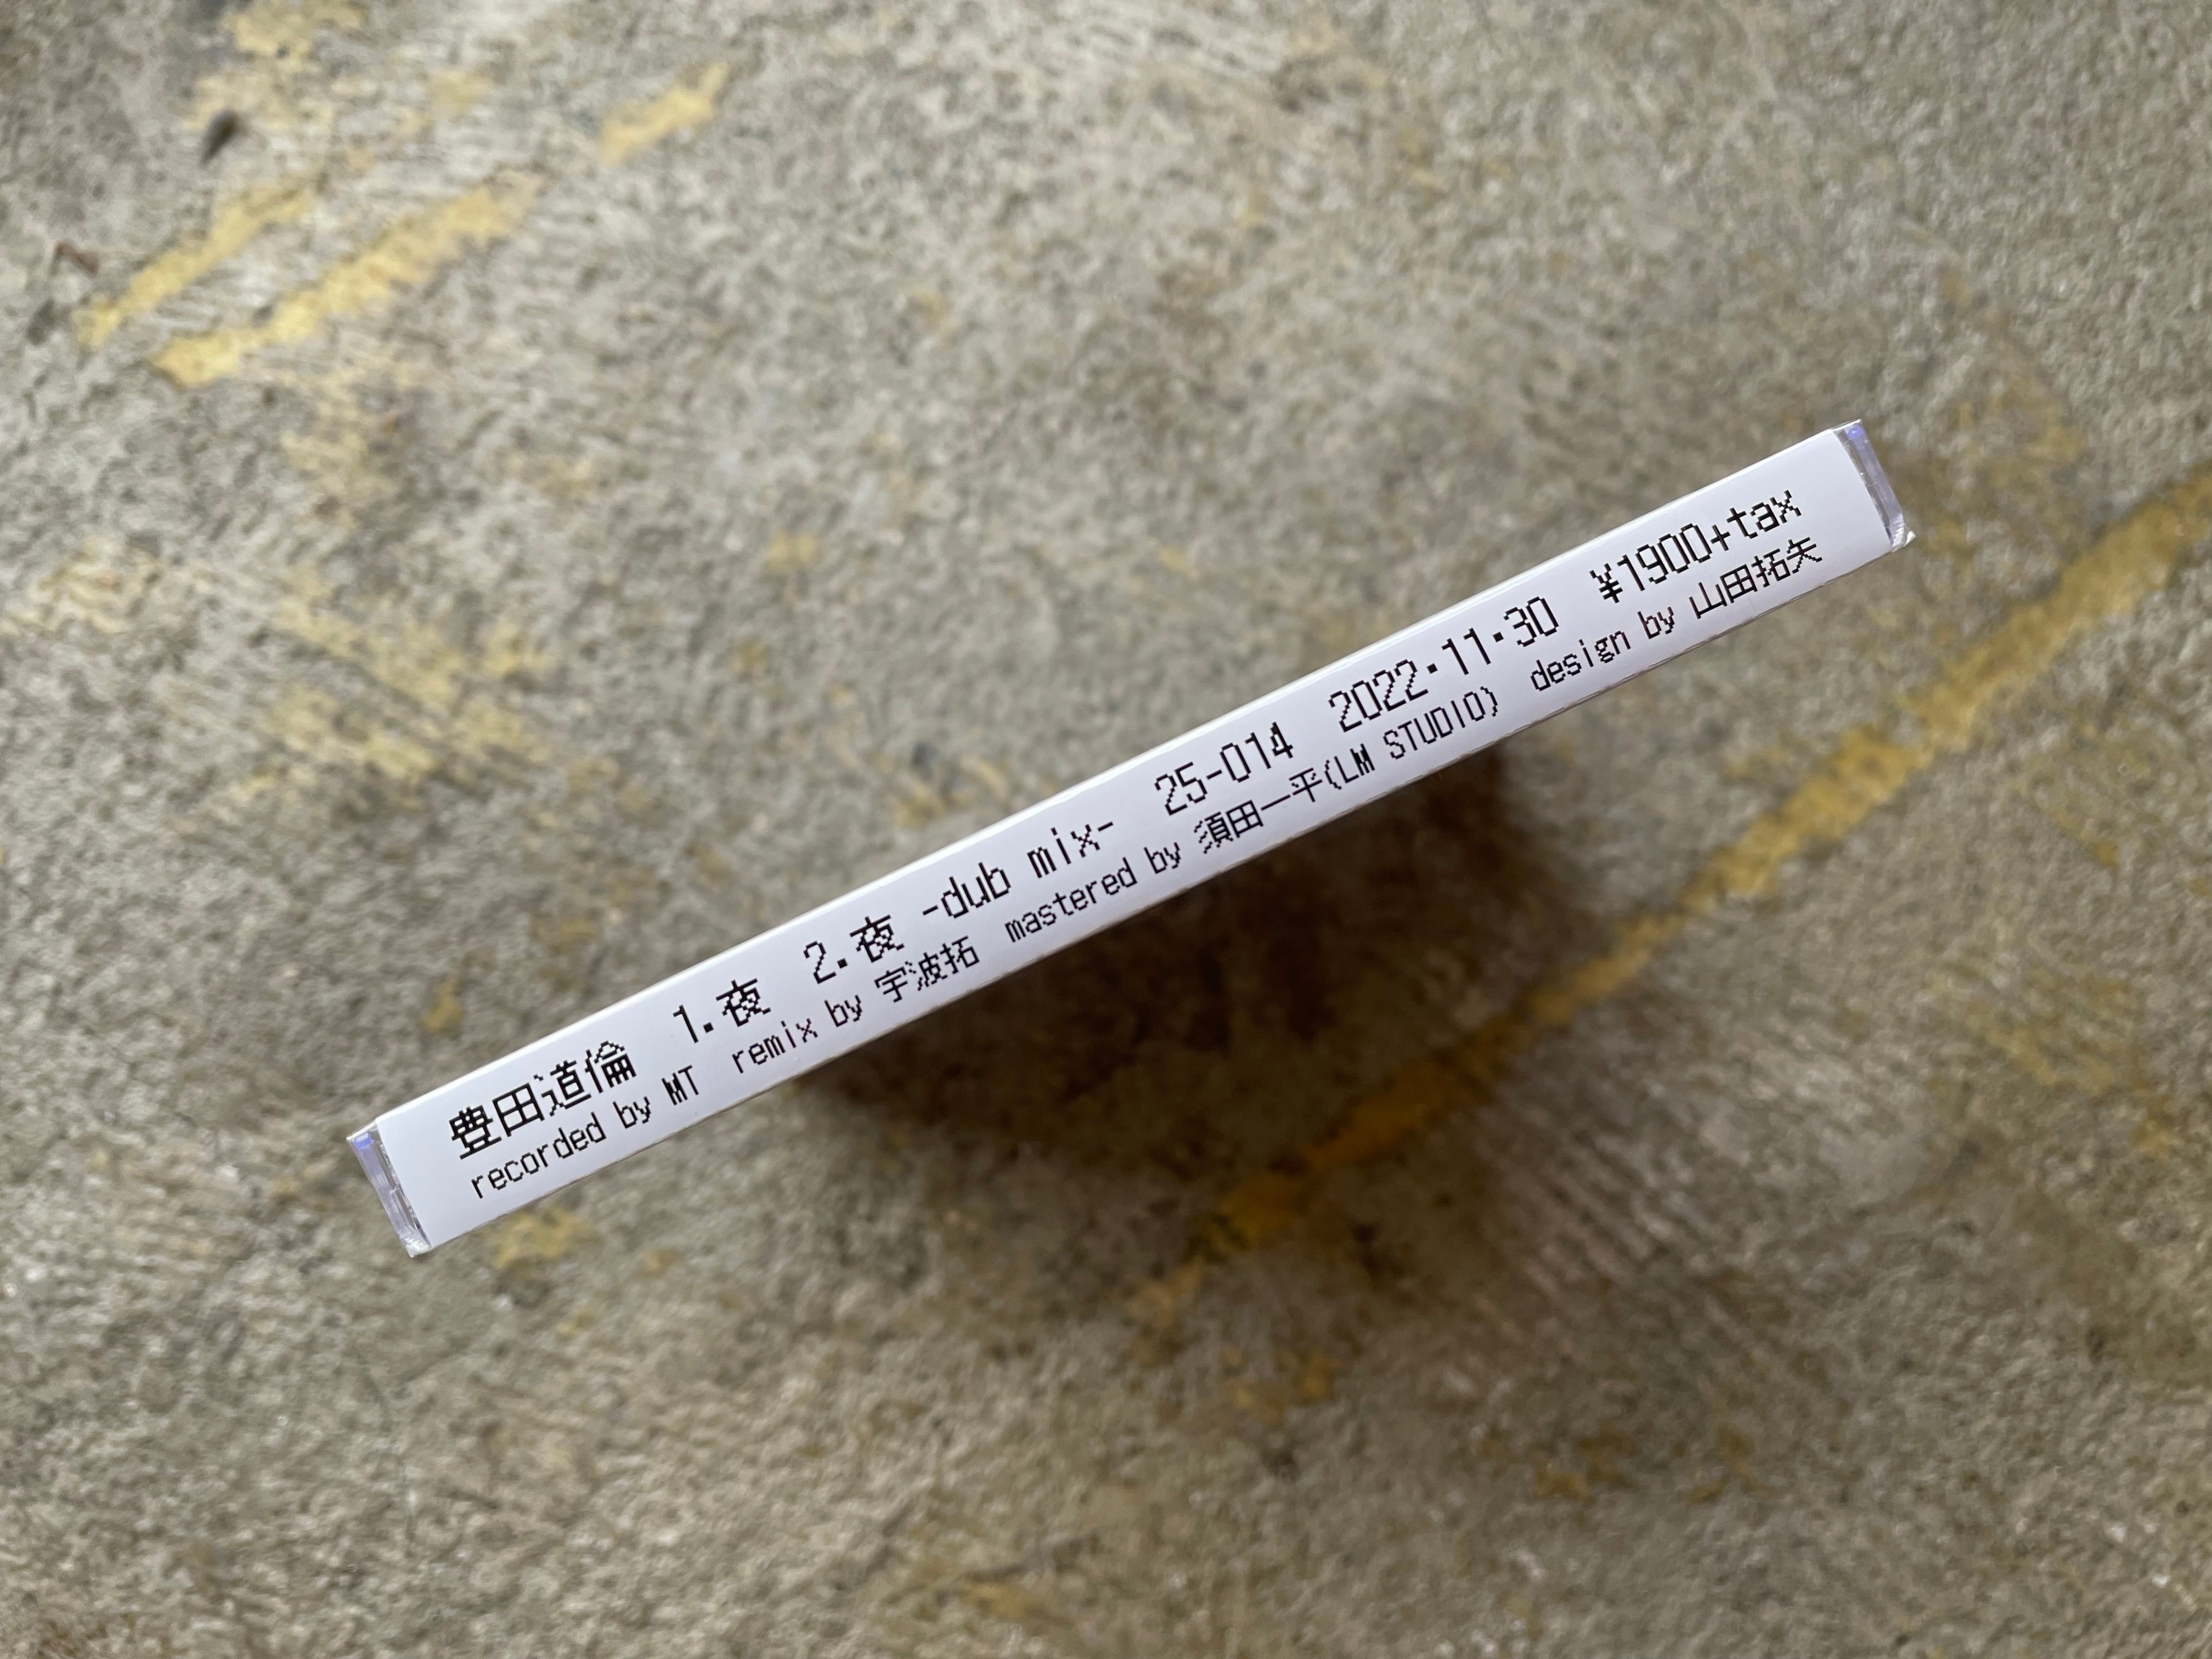 豊田道倫 1.夜 2.夜 -dub mix- 25-014 2022・11・30 ¥1900+tax
recorded by MT remix by 宇波拓 mastered by 須田一平(LM STUDIO) design by 山田拓矢